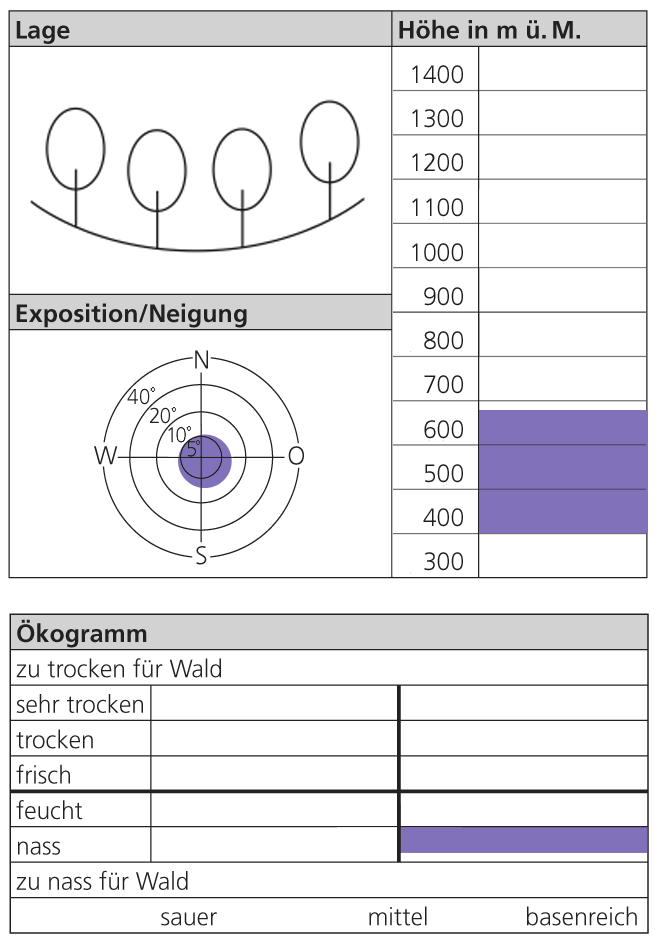 Lage
Höhe in m ü. M.
1400
1300
1200
1100
1000
900
800
700
600
500
400
300
Exposition/Neigung
N
40°
20°
10°
5°
W
O
S
Ökogramm
zu trocken für Wald
sehr trocken
trocken
frisch
feucht
nass
zu nass für Wald
sauer mittel basenreich